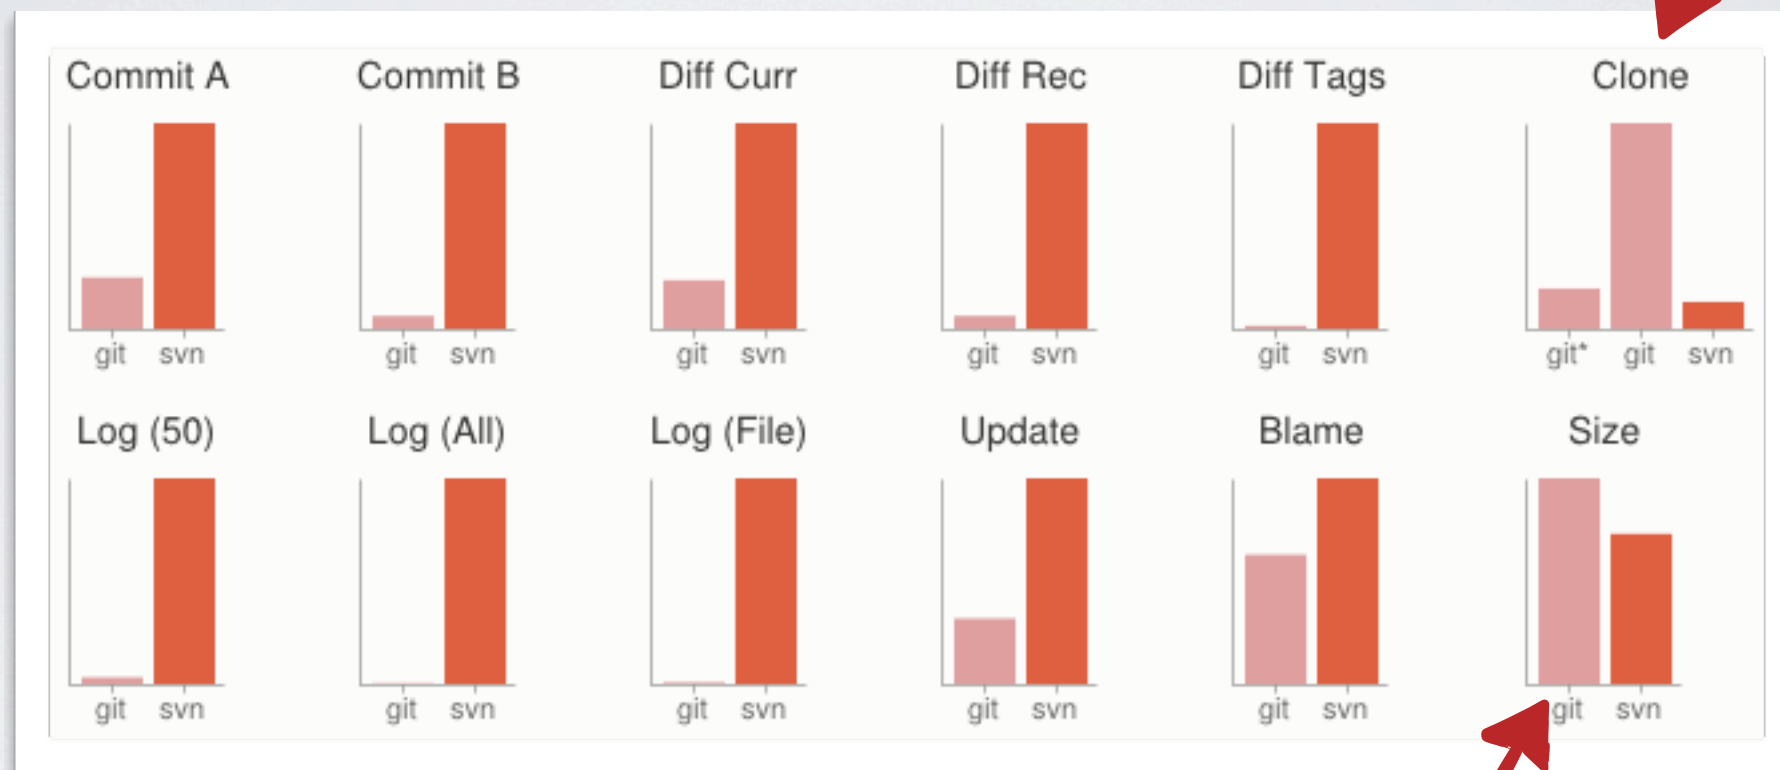 Commit A
Commit B
Diff Curr
Diff Rec
Diff Tags
Clone
git svn
git svn
git svn
git svn
git svn
git* git svn
Log (50)
Log (All)
Log (File)
Update
Blame
Size
git svn
git svn
git svn
git svn
git svn
git svn